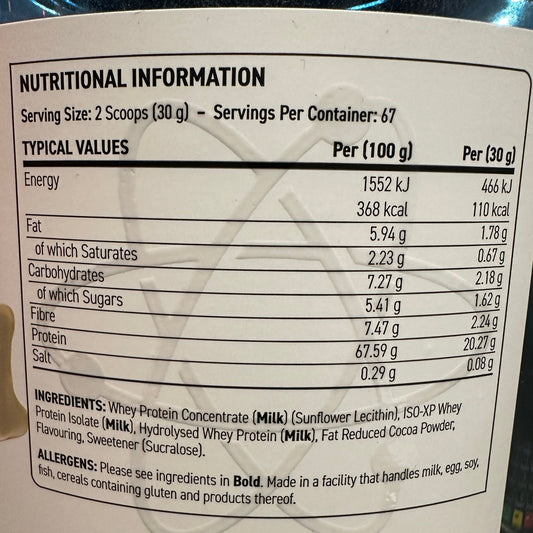 NUTRITIONAL INFORMATION
Serving Size: 2 Scoops (30 g) – Servings Per Container: 67
TYPICAL VALUES Per (100 g) Per (30 g)
Energy 1552 kJ 466 kJ
368 kcal 110 kcal
Fat 5.94 g 1.78 g
of which Saturates 2.23 g 0.67 g
Carbohydrates 7.27 g 2.18 g
of which Sugars 5.41 g 1.62 g
Fibre 7.47 g 2.24 g
Protein 67.59 g 20.27 g
Salt 0.29 g 0.08 g
INGREDIENTS: Whey Protein Concentrate (Milk) (Sunflower Lecithin), ISO-XP Whey
Protein Isolate (Milk), Hydrolysed Whey Protein (Milk), Fat Reduced Cocoa Powder,
Flavouring, Sweetener (Sucralose).
ALLERGENS: Please see ingredients in Bold. Made in a facility that handles milk, egg, soy,
fish, cereals containing gluten and products thereof.